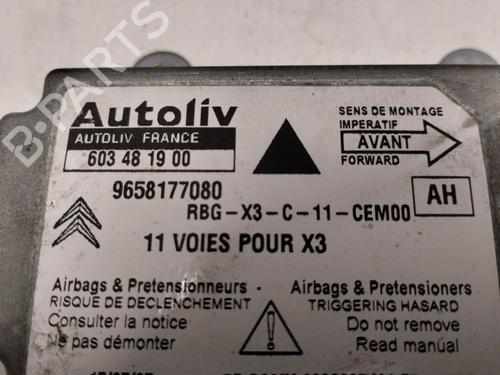 Autoliv
AUTOLIV FRANCE
603 48 19 00
SENS DE MONTAGE
IMPERATIF
AVANT
FORWARD
9658177080
RBG-X3-C-11-CEM00
AH
11 VOIES POUR X3
Airbags & Pretensionneurs
RISQUE DE DECLENCHEMENT
Consulter la notice
Ne pas démonter
Airbags & Pretensioners
TRIGGERING HASARD
Do not remove
Read manual
B-PARTS